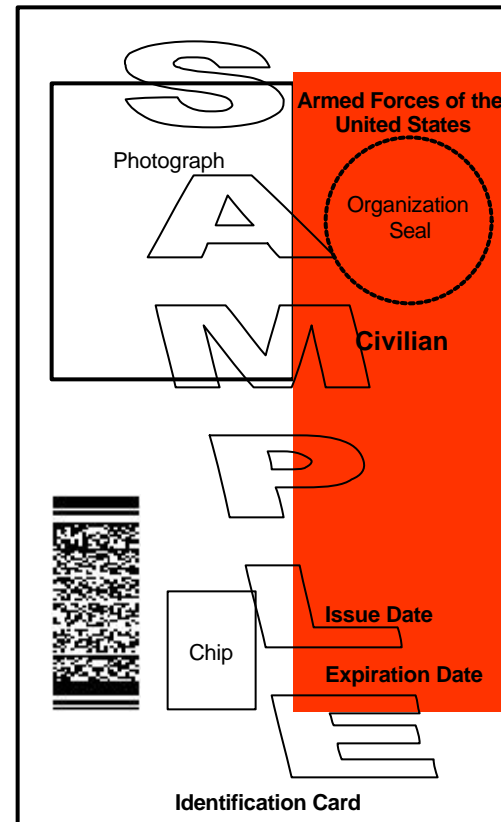 SAMPLE
Armed Forces of the
United States
Photograph
Organization
Seal
Civilian
Issue Date
Chip
Expiration Date
Identification Card